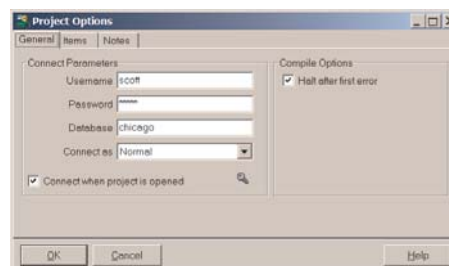 Project Options
General Items Notes
Connect Parameters
Username scott
Password *****
Database chicago
Connect as Normal
Connect when project is opened
Compile Options
Halt after first error
OK Cancel Help